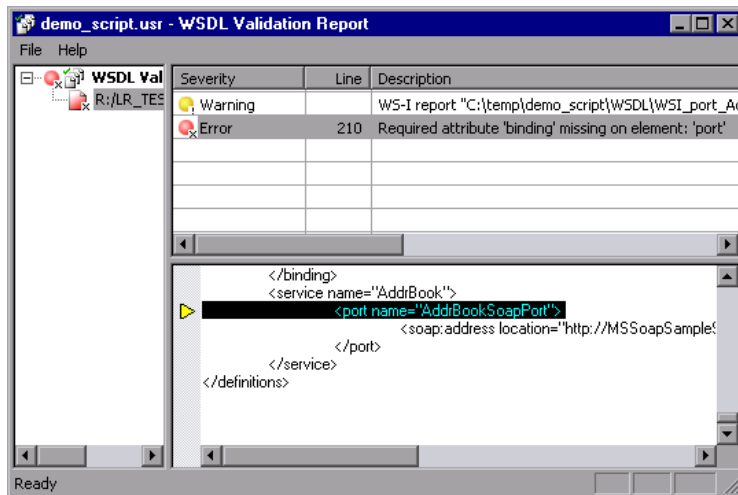 demo_script.usr - WSDL Validation Report
File Help
WSDL Val
R:/LR_TES
Severity Line Description
Warning WS-I report "C:\temp\demo_script\WSDL\WSI_port_A
Error 210 Required attribute 'binding' missing on element: 'port'
</binding>
<service name="AddrBook">
<port name="AddrBookSoapPort">
<soap:address location="http://MSSoapSampleS
</port>
</service>
</definitions>
Ready